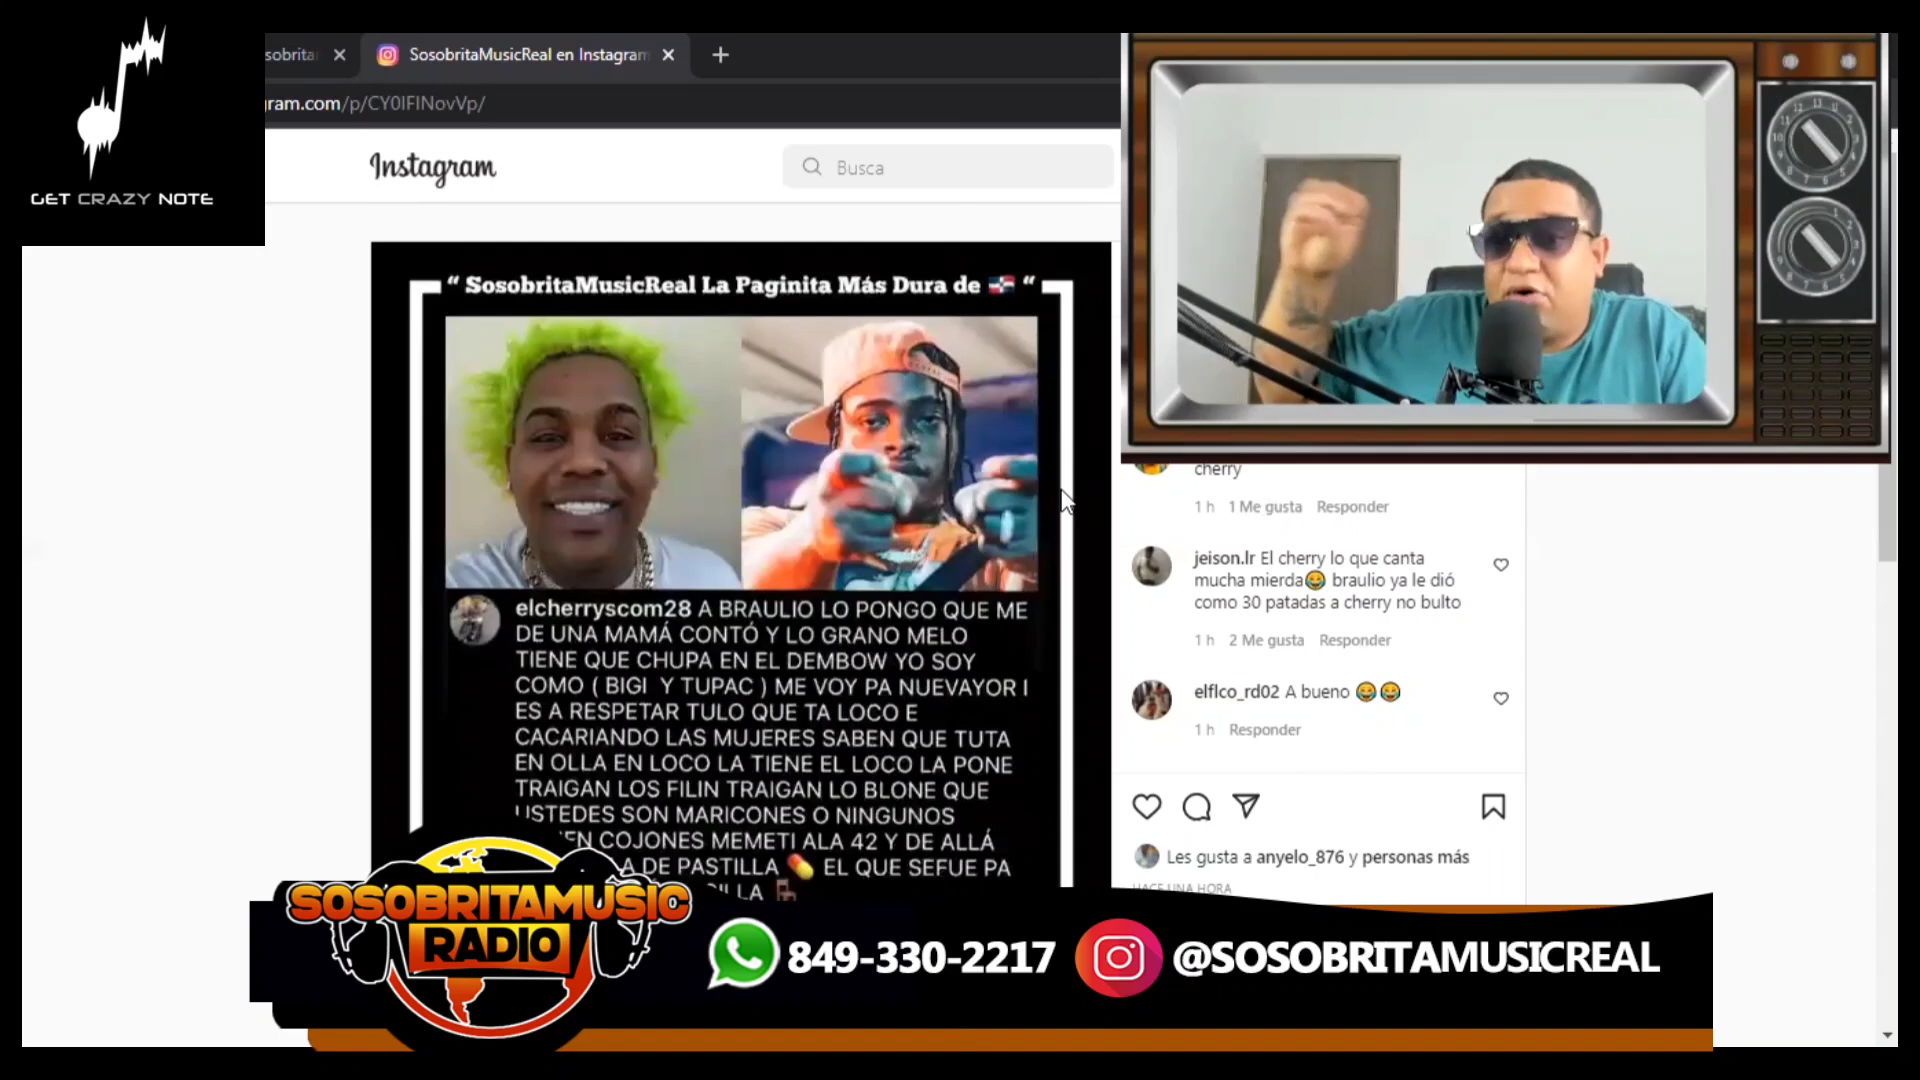 GET CRAZY NOTE
sobrita
SosobritaMusicReal en Instagram
ram.com/p/CY0IFINovVp/
Instagram
Busca
“ SosobritaMusicReal La Paginita Más Dura de 🇩🇴 “
elcherryscom28 A BRAULIO LO PONGO QUE ME
DE UNA MAMÁ CONTÓ Y LO GRANO MELO
TIENE QUE CHUPA EN EL DEMBOW YO SOY
COMO ( BIGI Y TUPAC ) ME VOY PA NUEVAYOR I
ES A RESPETAR TULO QUE TA LOCO E
CACARIANDO LAS MUJERES SABEN QUE TUTA
EN OLLA EN LOCO LA TIENE EL LOCO LA PONE
TRAIGAN LOS FILIN TRAIGAN LO BLONE QUE
USTEDES SON MARICONES O NINGUNOS
COJONES MEMETI ALA 42 Y DE ALLÁ
DE PASTILLA 💊 EL QUE SEFUE PA
cherry
1 h 1 Me gusta Responder
jeison.lr El cherry lo que canta
mucha mierda😂 braulio ya le dió
como 30 patadas a cherry no bulto
1 h 2 Me gusta Responder
elflco_rd02 A bueno 😂😂
1 h Responder
Les gusta a anyelo_876 y personas más
HACE UNA HORA
SOSOBRITAMUSIC
RADIO
849-330-2217
@SOSOBRITAMUSICREAL